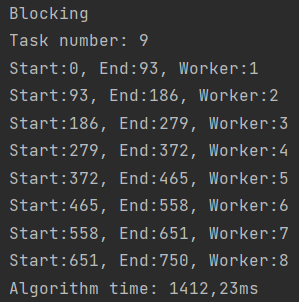 Blocking
Task number: 9
Start:0, End:93, Worker:1
Start:93, End:186, Worker:2
Start:186, End:279, Worker:3
Start:279, End:372, Worker:4
Start:372, End:465, Worker:5
Start:465, End:558, Worker:6
Start:558, End:651, Worker:7
Start:651, End:750, Worker:8
Algorithm time: 1412,23ms